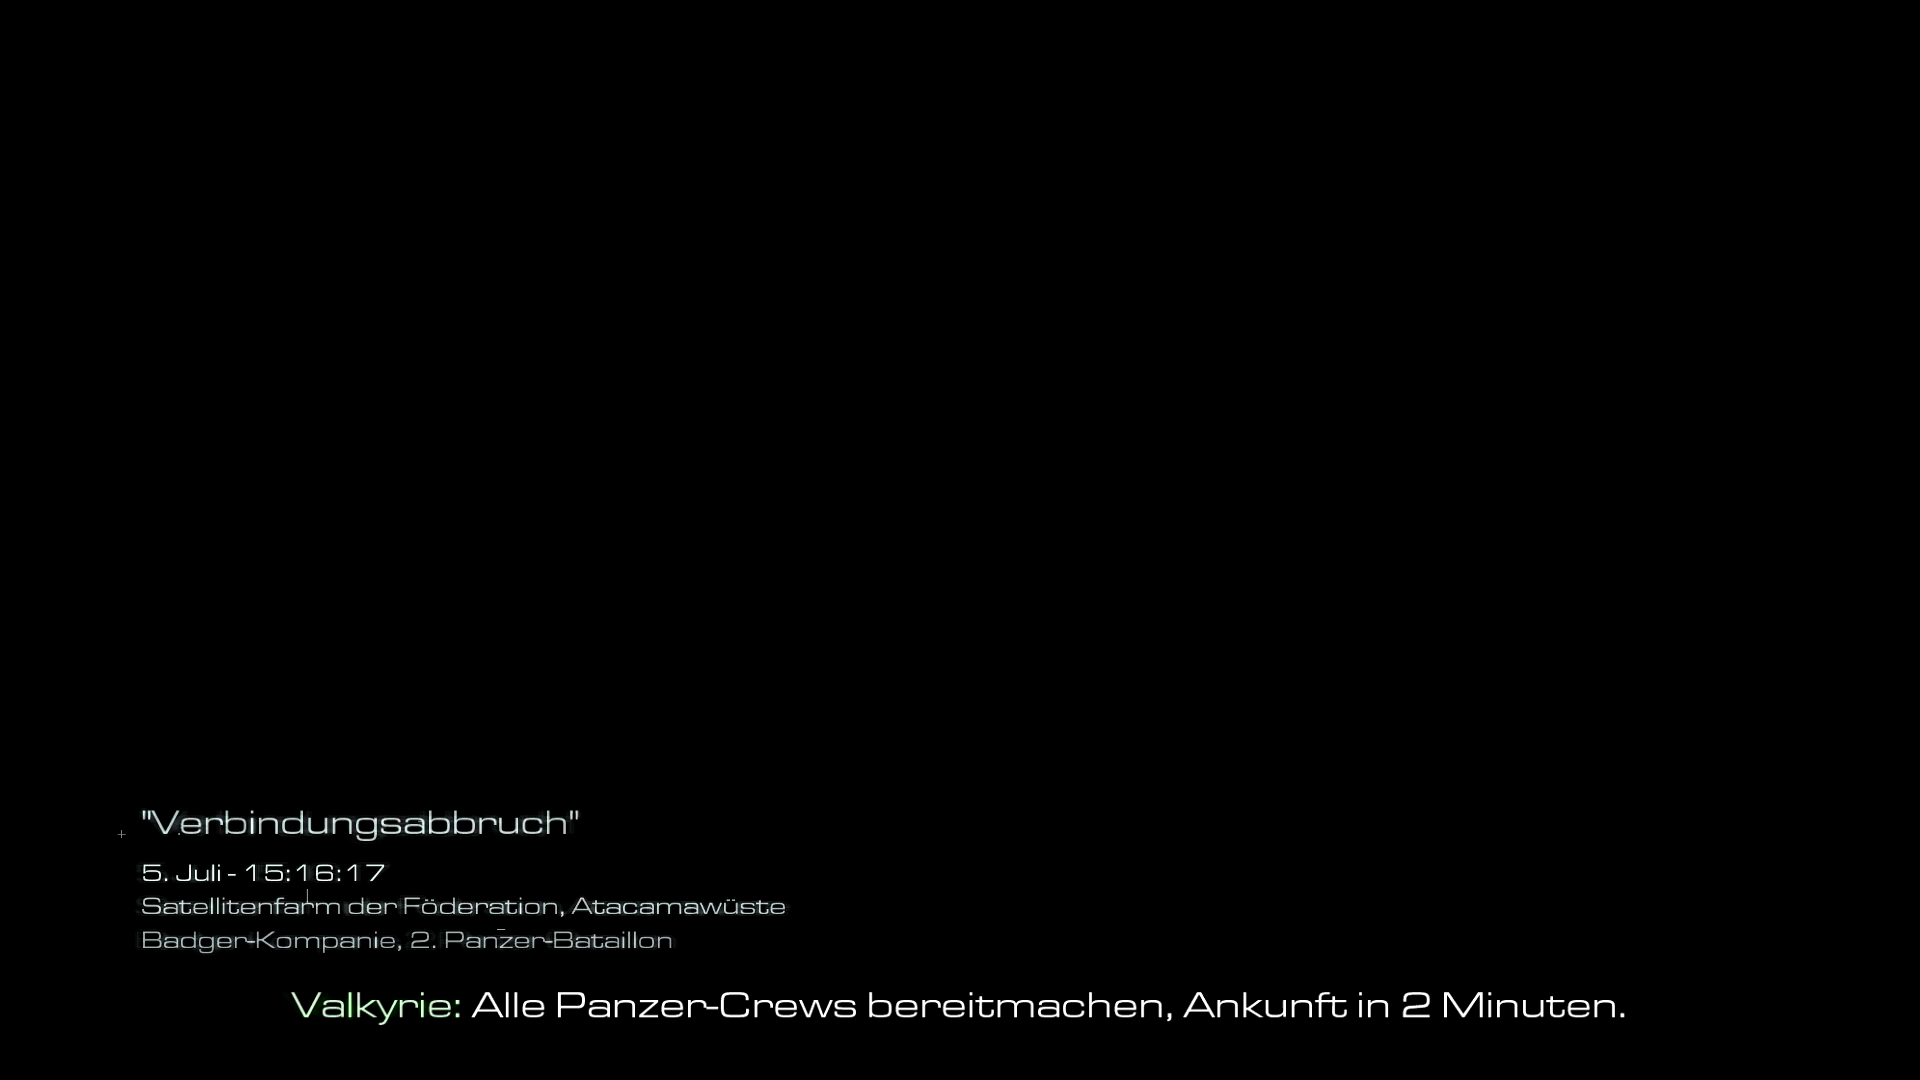 "Verbindungsabbruch"
5. Juli - 15:16:17
Satellitenfarm der Föderation, Atacamawüste
Badger-Kompanie, 2. Panzer-Bataillon
Valkyrie: Alle Panzer-Crews bereitmachen, Ankunft in 2 Minuten.